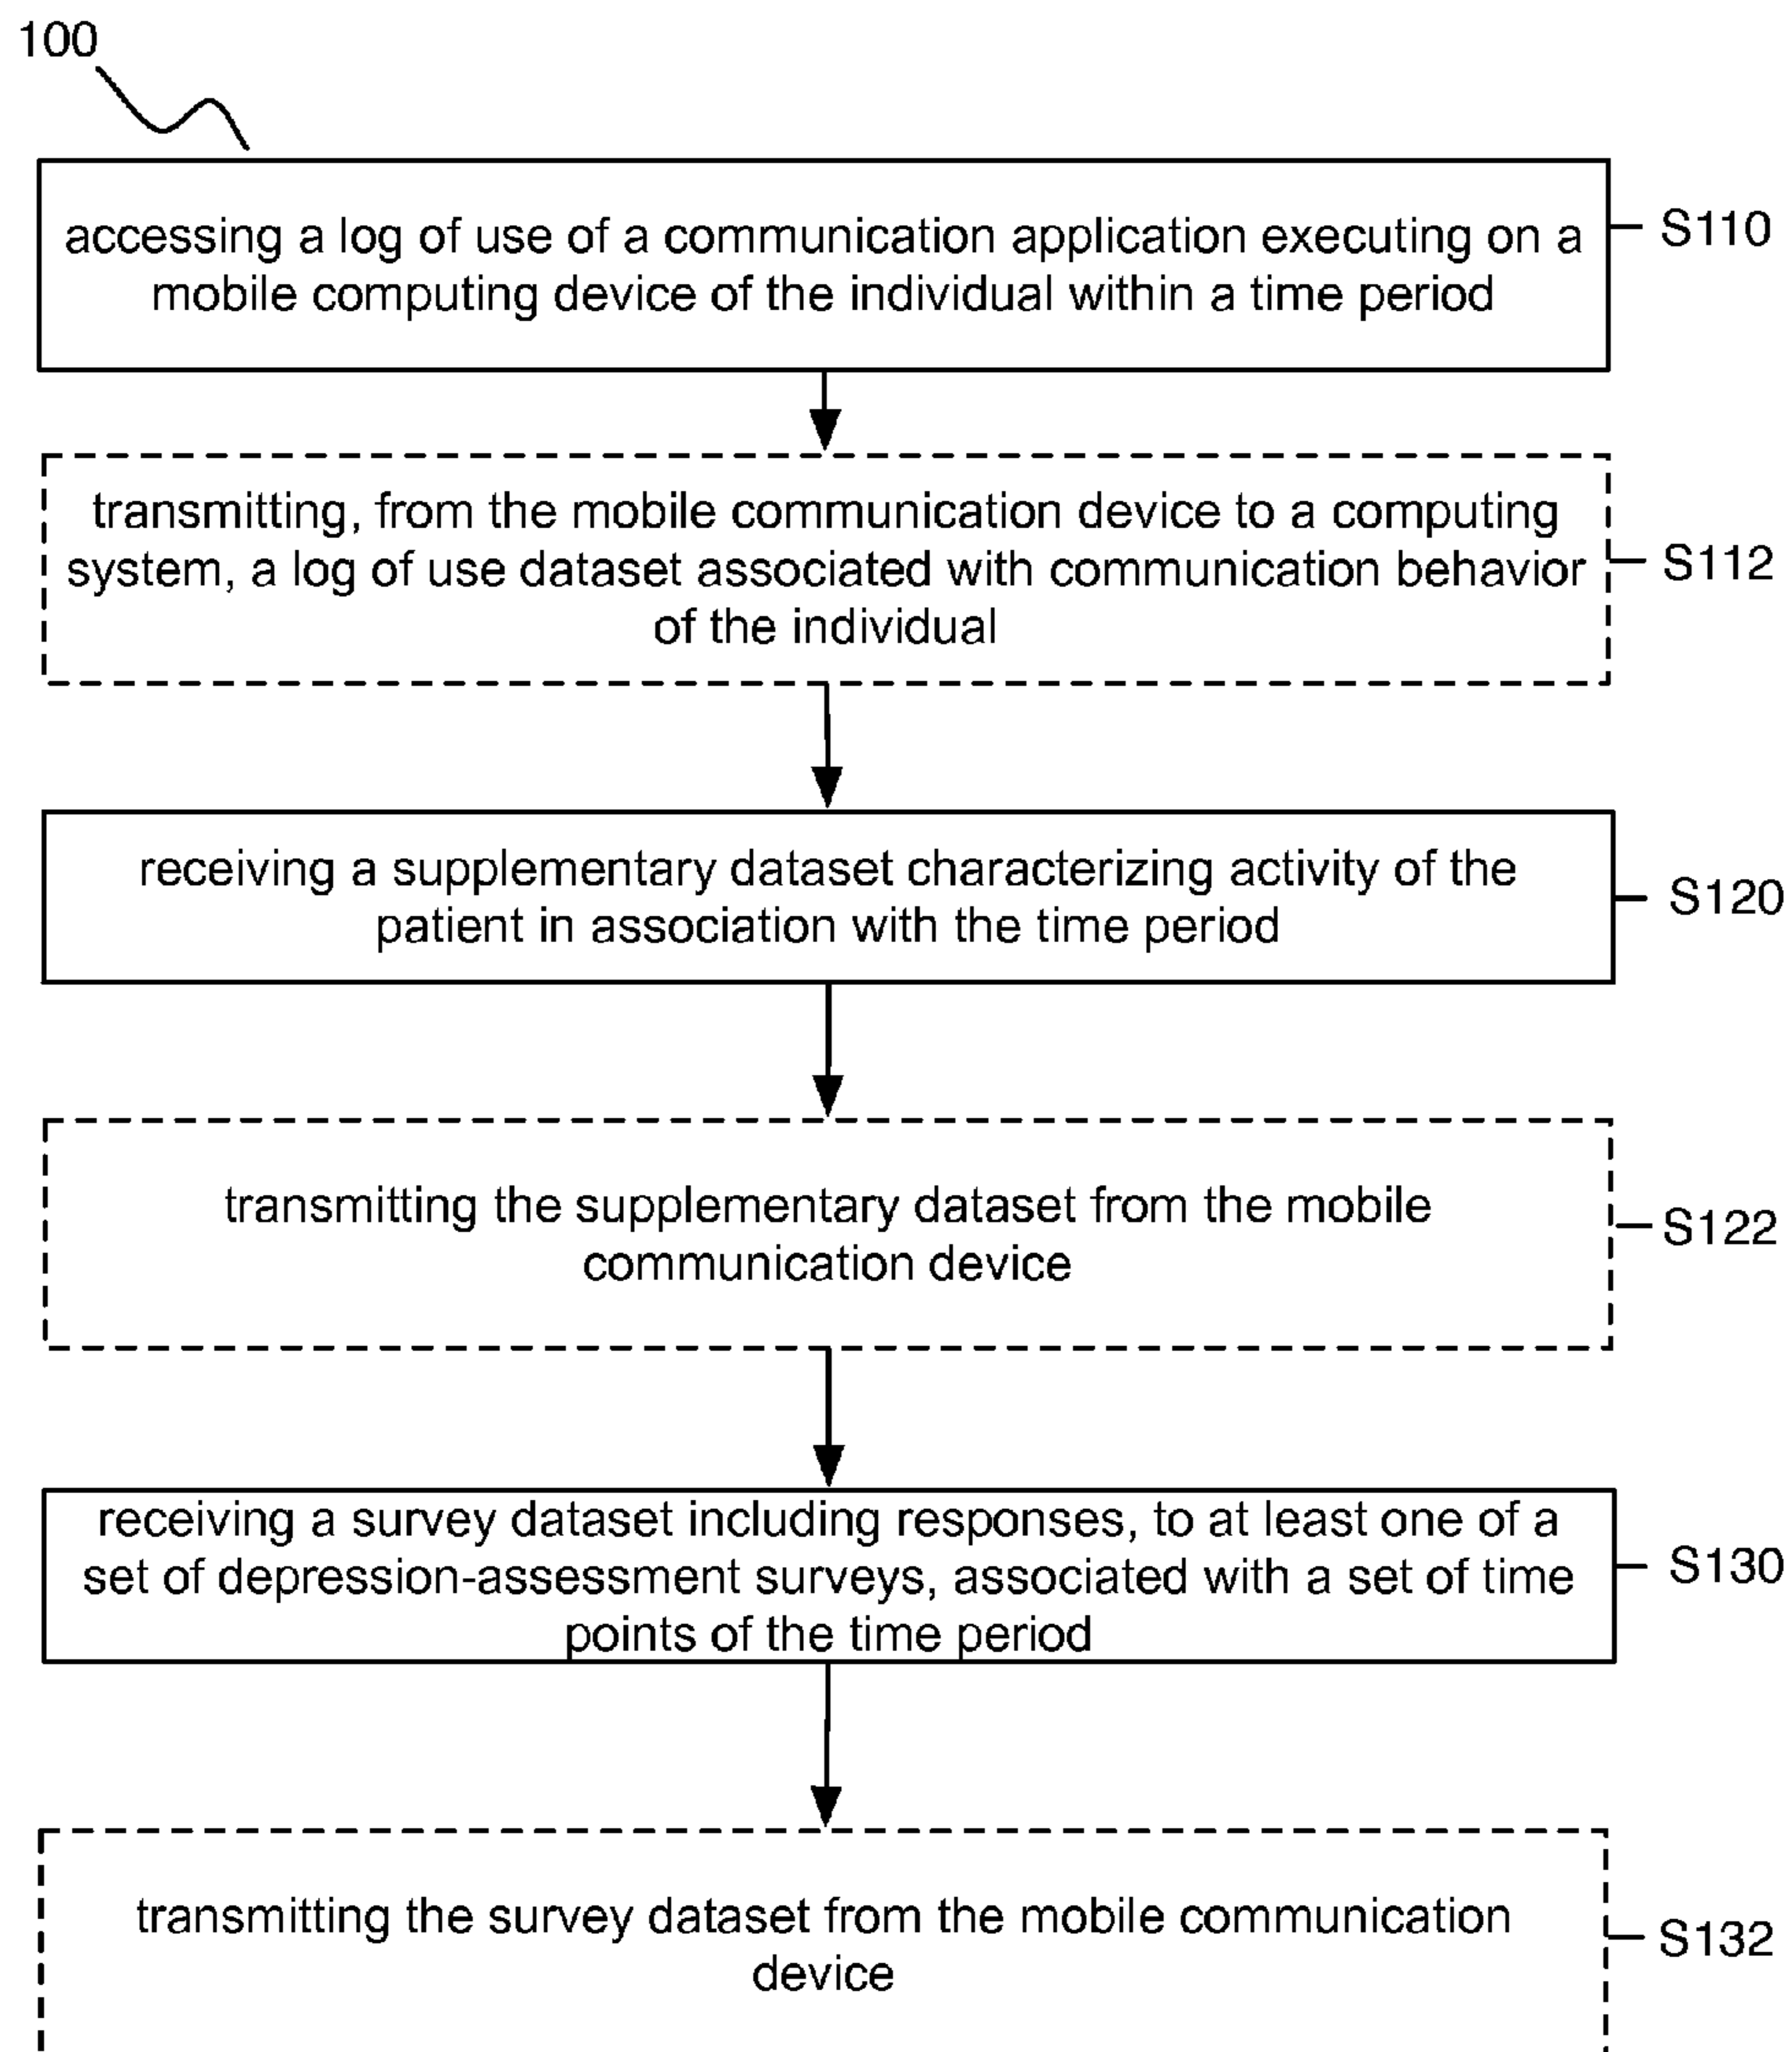 100
accessing a log of use of a communication application executing on a
mobile computing device of the individual within a time period
S110
transmitting, from the mobile communication device to a computing
system, a log of use dataset associated with communication behavior
of the individual
S112
receiving a supplementary dataset characterizing activity of the
patient in association with the time period
S120
transmitting the supplementary dataset from the mobile
communication device
S122
receiving a survey dataset including responses, to at least one of a
set of depression-assessment surveys, associated with a set of time
points of the time period
S130
transmitting the survey dataset from the mobile communication
device
S132